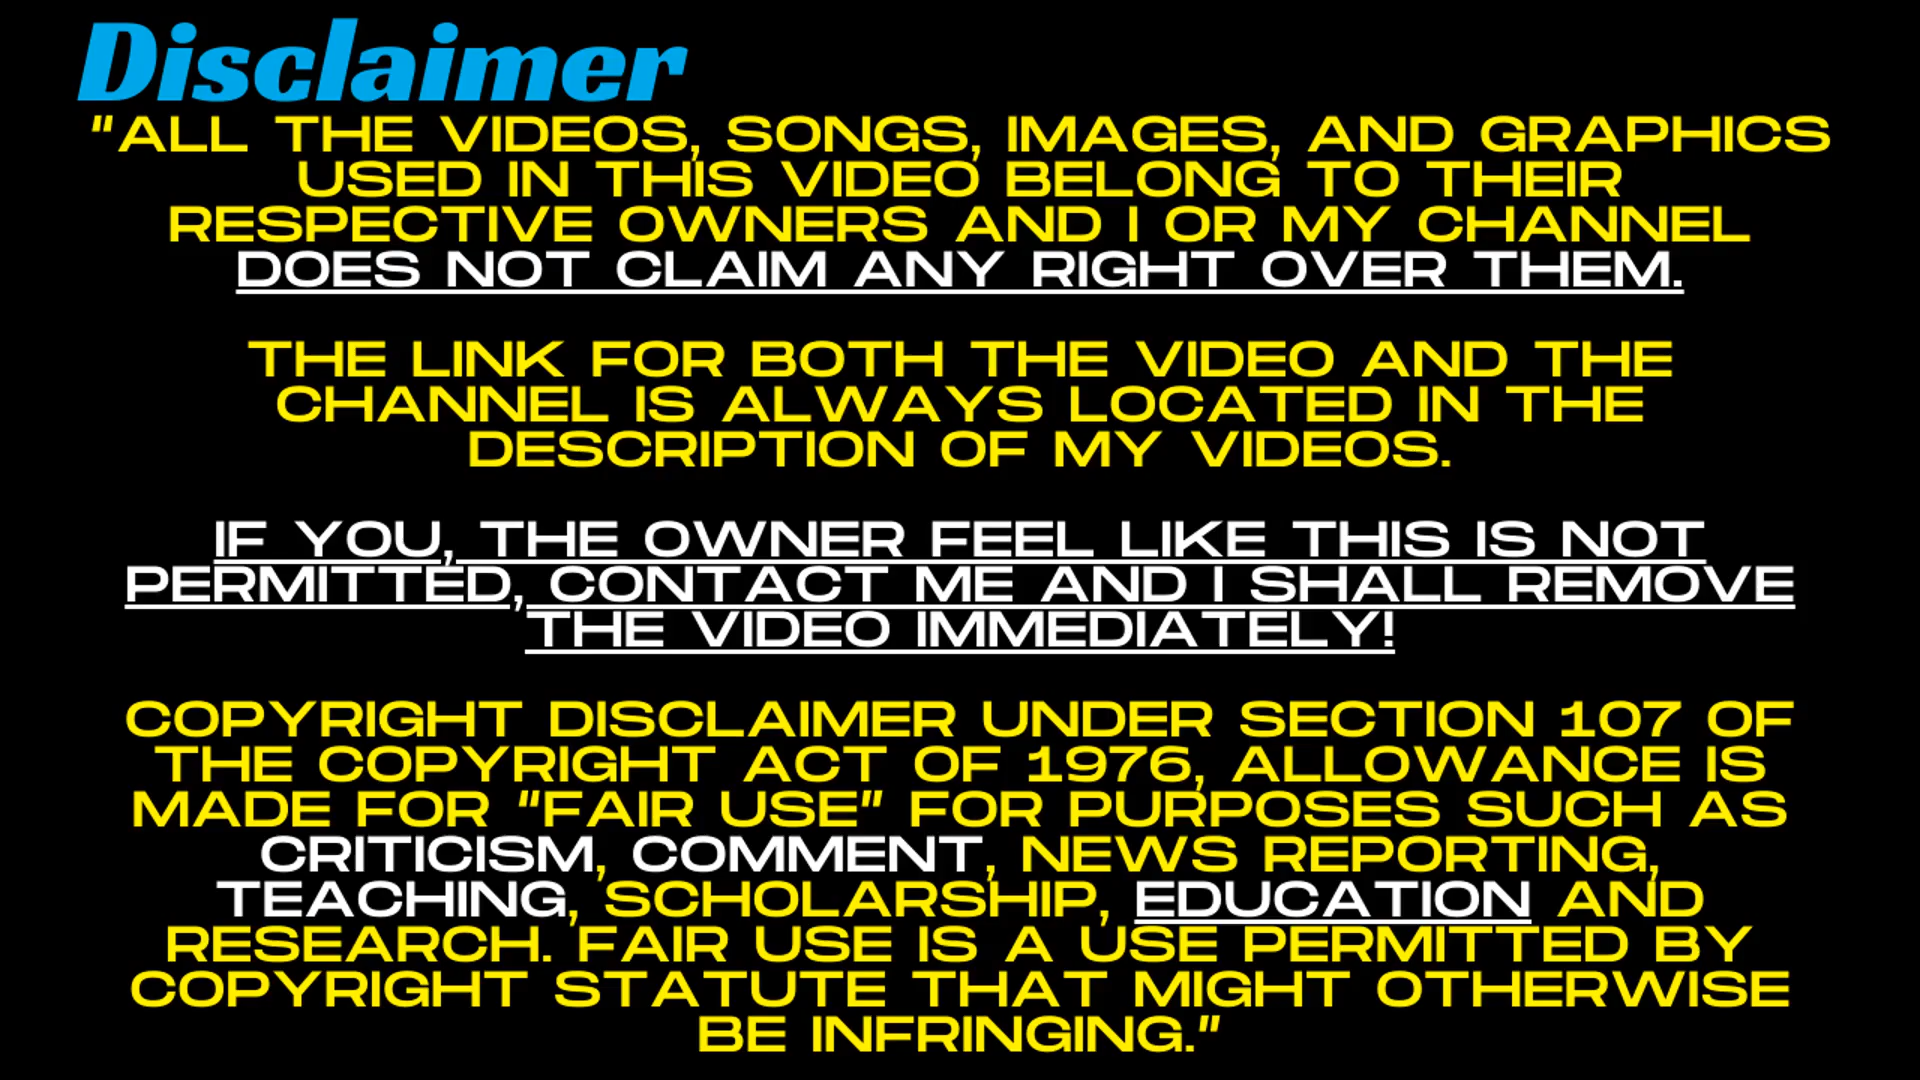 Disclaimer
"ALL THE VIDEOS, SONGS, IMAGES, AND GRAPHICS
USED IN THIS VIDEO BELONG TO THEIR
RESPECTIVE OWNERS AND I OR MY CHANNEL
DOES NOT CLAIM ANY RIGHT OVER THEM.
THE LINK FOR BOTH THE VIDEO AND THE
CHANNEL IS ALWAYS LOCATED IN THE
DESCRIPTION OF MY VIDEOS.
IF YOU, THE OWNER FEEL LIKE THIS IS NOT
PERMITTED, CONTACT ME AND I SHALL REMOVE
THE VIDEO IMMEDIATELY!
COPYRIGHT DISCLAIMER UNDER SECTION 107 OF
THE COPYRIGHT ACT OF 1976, ALLOWANCE IS
MADE FOR "FAIR USE" FOR PURPOSES SUCH AS
CRITICISM, COMMENT, NEWS REPORTING,
TEACHING, SCHOLARSHIP, EDUCATION AND
RESEARCH. FAIR USE IS A USE PERMITTED BY
COPYRIGHT STATUTE THAT MIGHT OTHERWISE
BE INFRINGING."